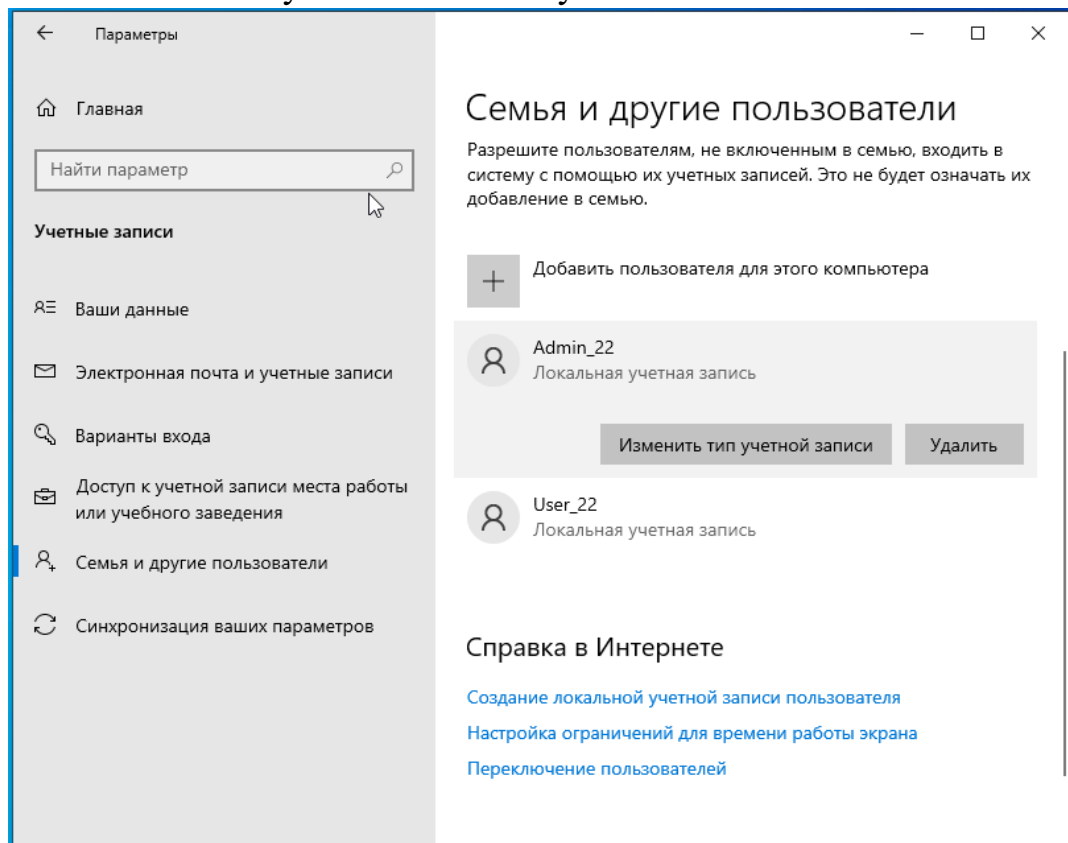 Параметры
Главная
Найти параметр
Учетные записи
Ваши данные
Электронная почта и учетные записи
Варианты входа
Доступ к учетной записи места работы
или учебного заведения
Семья и другие пользователи
Синхронизация ваших параметров
Семья и другие пользователи
Разрешите пользователям, не включенным в семью, входить в
систему с помощью их учетных записей. Это не будет означать их
добавление в семью.
Добавить пользователя для этого компьютера
Admin_22
Локальная учетная запись
Изменить тип учетной записи
Удалить
User_22
Локальная учетная запись
Справка в Интернете
Создание локальной учетной записи пользователя
Настройка ограничений для времени работы экрана
Переключение пользователей